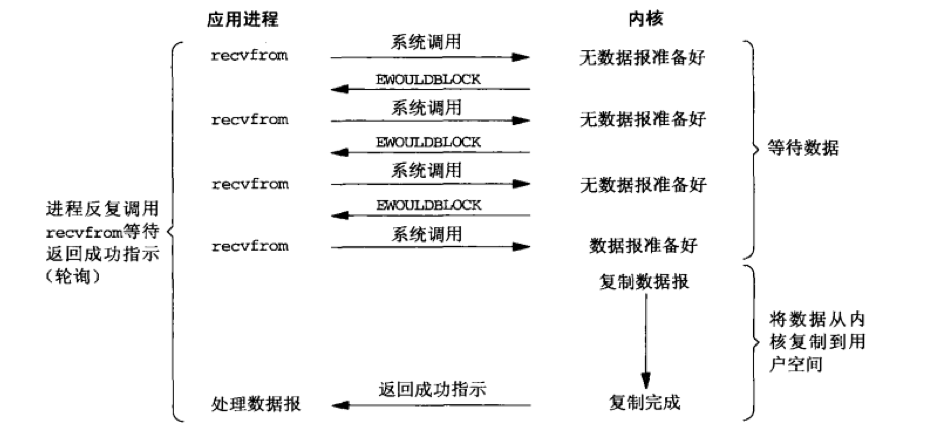 应用进程 内核
recvfrom 系统调用 无数据报准备好
EWOULDBLOCK
recvfrom 系统调用 无数据报准备好
EWOULDBLOCK
recvfrom 系统调用 无数据报准备好
EWOULDBLOCK
recvfrom 系统调用 数据报准备好
等待数据
进程反复调用
recvfrom等待
返回成功指示
(轮询)
复制数据报
将数据从内
核复制到用
户空间
处理数据报 返回成功指示 复制完成